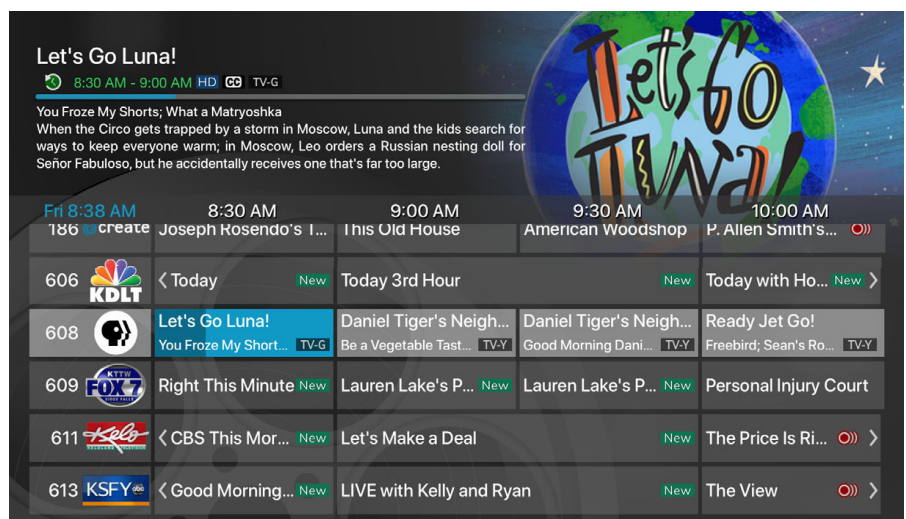 Let's Go Luna!
8:30 AM - 9:00 AM HD CC TV-G
You Froze My Shorts; What a Matryoshka
When the Circo gets trapped by a storm in Moscow, Luna and the kids search for
ways to keep everyone warm; in Moscow, Leo orders a Russian nesting doll for
Señor Fabuloso, but he accidentally receives one that's far too large.
Let's Go
Luna!
Fri 8:38 AM 8:30 AM 9:00 AM 9:30 AM 10:00 AM
186 create Joseph Rosendo's T... This Old House American Woodshop P. Allen Smith's...
606 KDLT Today New Today 3rd Hour New Today with Ho... New
608 Let's Go Luna! Daniel Tiger's Neigh... Daniel Tiger's Neigh... Ready Jet Go!
You Froze My Short... TV-G Be a Vegetable Tast... TV-Y Good Morning Dani... TV-Y Freebird; Sean's Ro... TV-Y
609 KTTW FOX 7 SIOUX FALLS Right This Minute New Lauren Lake's P... New Lauren Lake's P... New Personal Injury Court
611 Kelo CBS This Mor... New Let's Make a Deal New The Price Is Ri...
613 KSFY abc Good Morning... New LIVE with Kelly and Ryan New The View